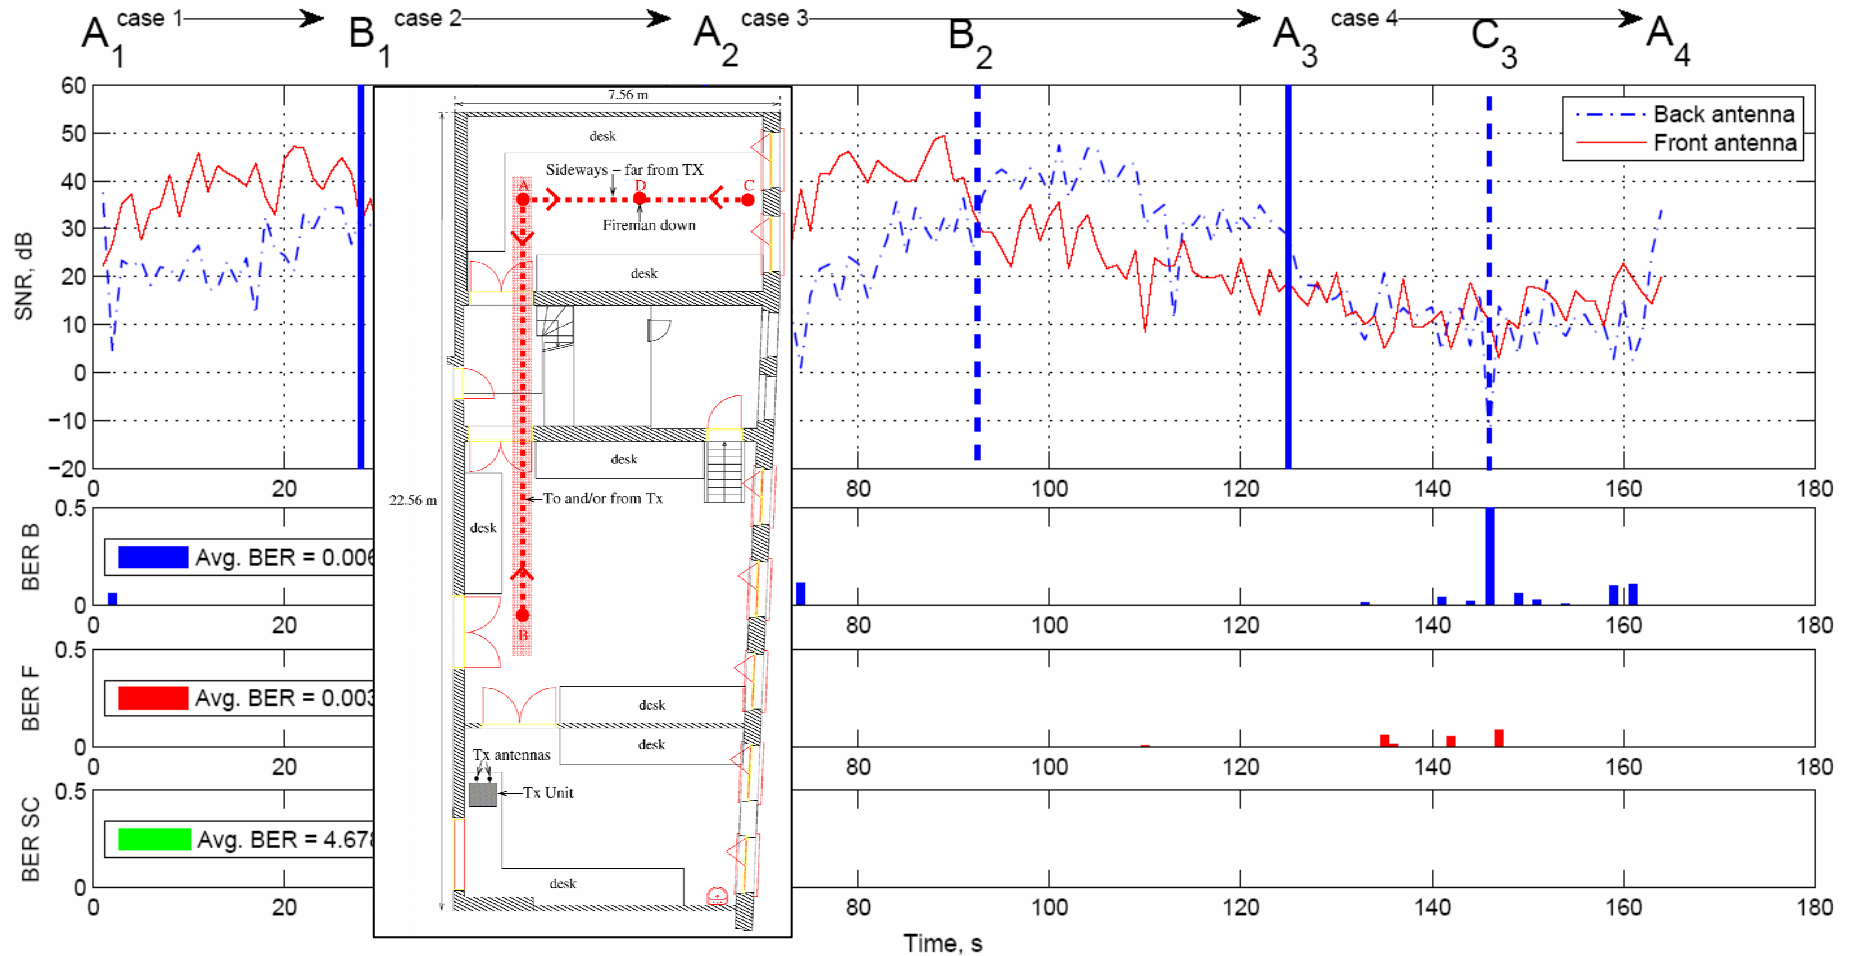 case 1
case 2
case 3
case 4
A1
B1
A2
B2
A3
C3
A4
SNR, dB
60
50
40
30
20
10
0
−10
−20
Back antenna
Front antenna
0
20
80
100
120
140
160
180
7.56 m
22.56 m
desk
Sideways – far from TX
A
D
C
Fireman down
desk
desk
To and/or from Tx
desk
B
desk
desk
Tx antennas
Tx Unit
desk
BER B
0.5
0
Avg. BER = 0.006
0
20
80
100
120
140
160
180
BER F
0.5
0
Avg. BER = 0.003
0
20
80
100
120
140
160
180
BER SC
0.5
0
Avg. BER = 4.678
0
20
80
100
120
140
160
180
Time, s